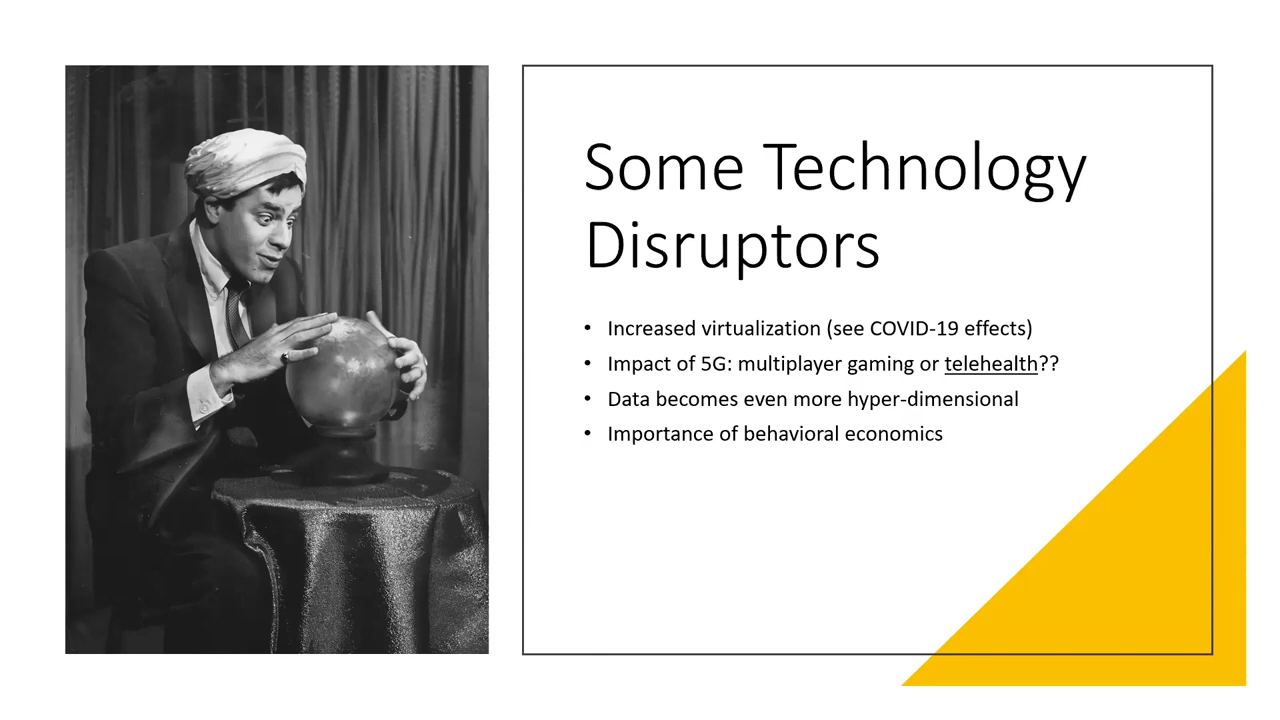 Some Technology
Disruptors
• Increased virtualization (see COVID-19 effects)
• Impact of 5G: multiplayer gaming or telehealth??
• Data becomes even more hyper-dimensional
• Importance of behavioral economics